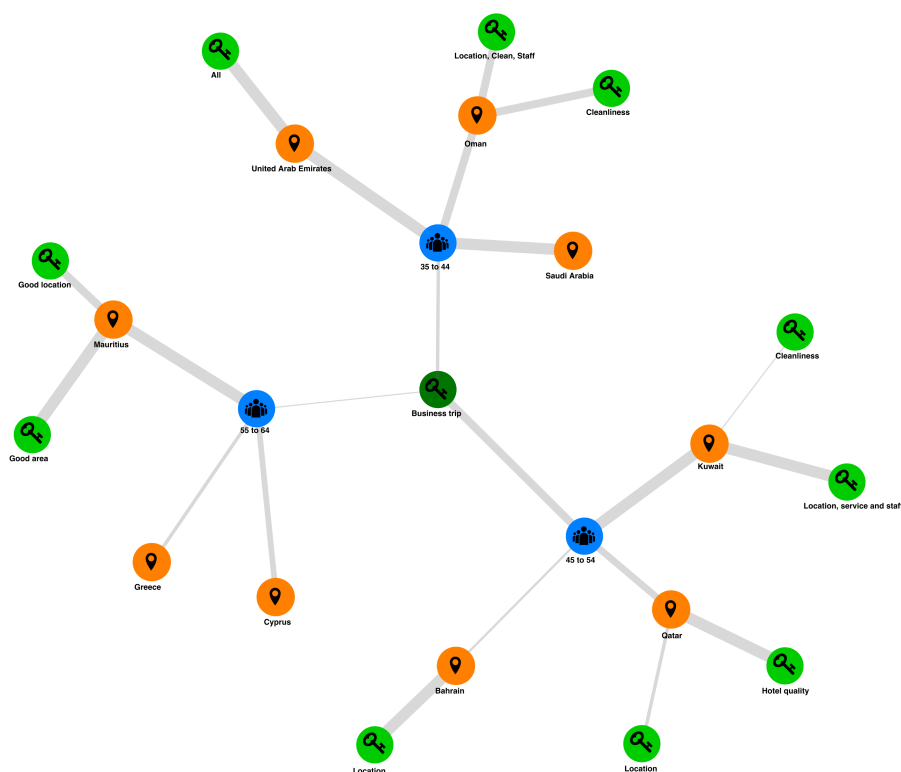 Location, Clean, Staff
All
Cleanliness
Oman
United Arab Emirates
35 to 44
Saudi Arabia
Good location
Mauritius
Cleanliness
Business trip
55 to 64
Good area
Kuwait
Location, service and staf
45 to 54
Greece
Cyprus
Qatar
Bahrain
Hotel quality
Location
Location